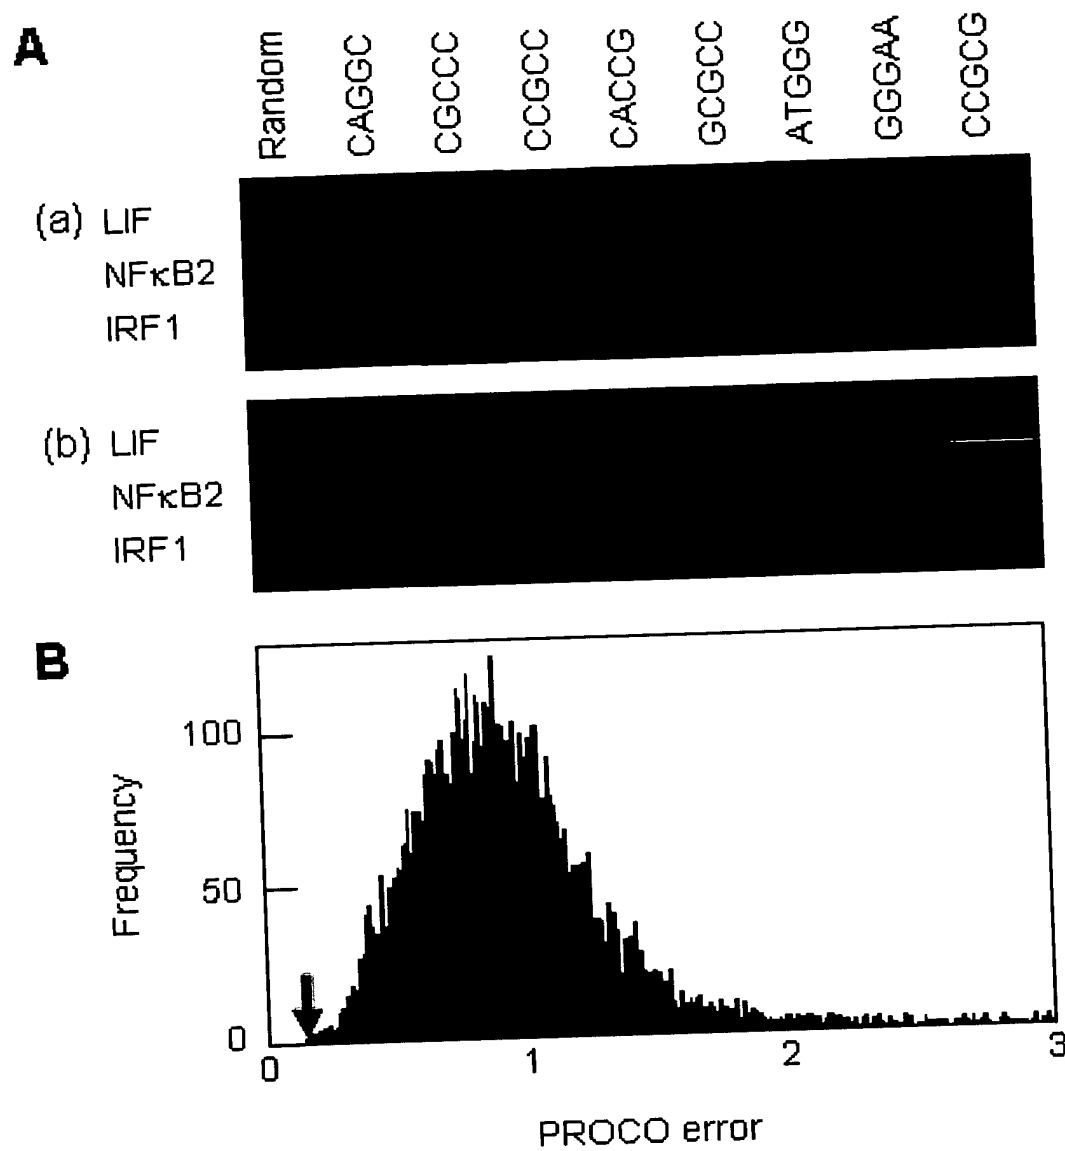 A
Random CAGGC CGCCC CCGCC CACCG GCGCC ATGGG GGGAA CCGCG
(a) LIF
NFκB2
IRF1
(b) LIF
NFκB2
IRF1
B
100
50
0
Frequency
0 1 2 3
PROCO error